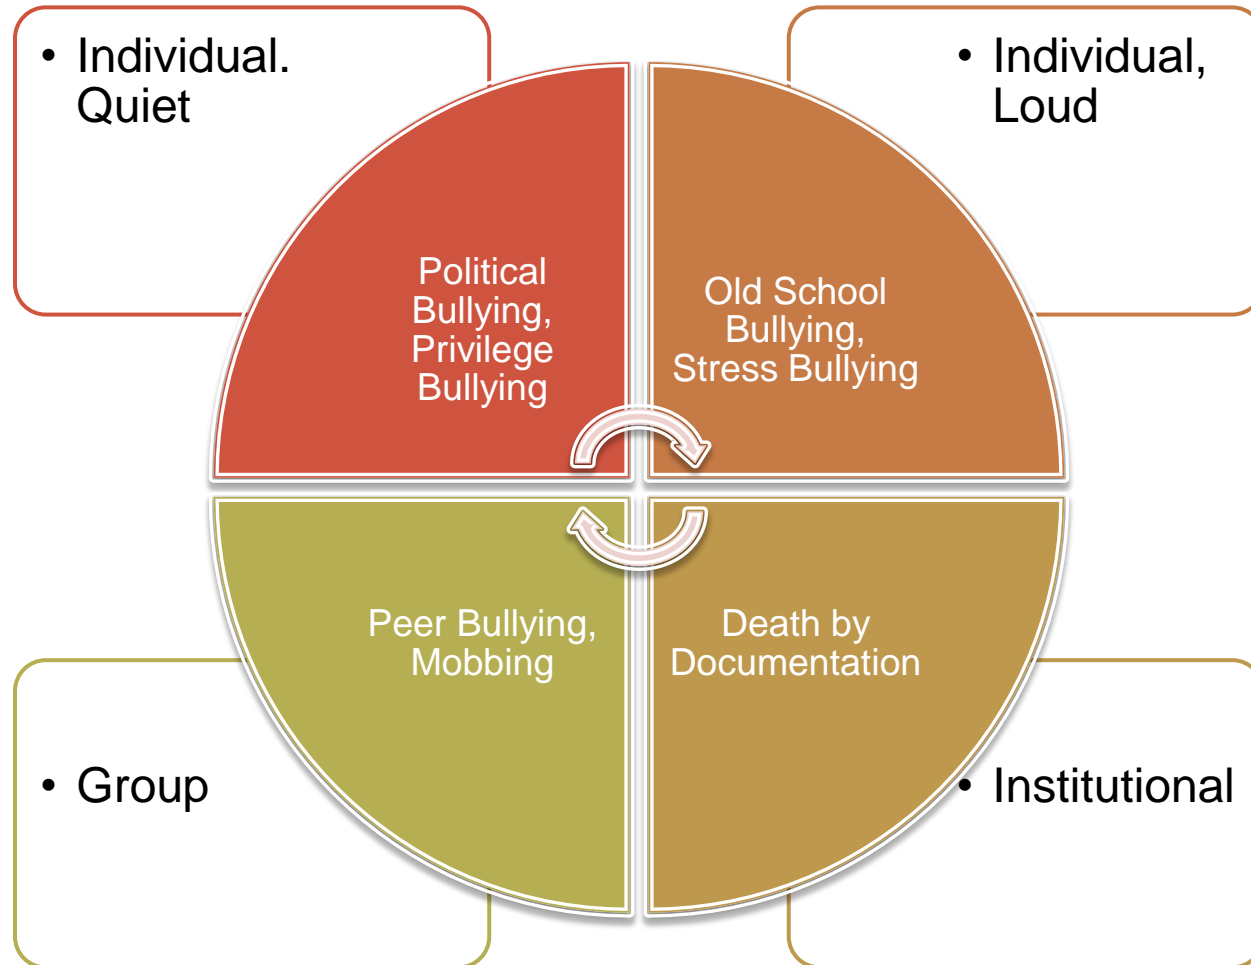 • Individual.
Quiet
• Individual,
Loud
Political
Bullying,
Privilege
Bullying
Old School
Bullying,
Stress Bullying
Peer Bullying,
Mobbing
Death by
Documentation
• Group
• Institutional